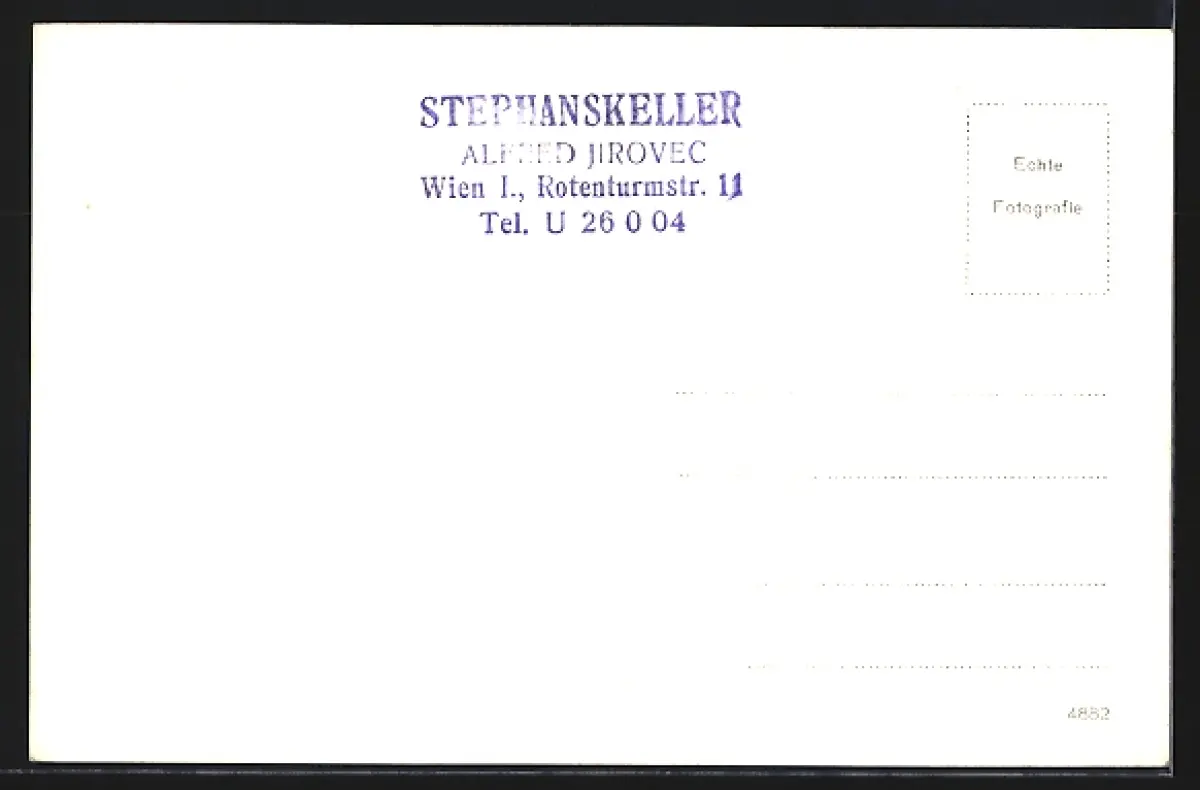 STEPHANSKELLER
ALFRED JIROVEC
Wien I., Rotenturmstr. 11
Tel. U 26 0 04
Echte
Fotografie
4882